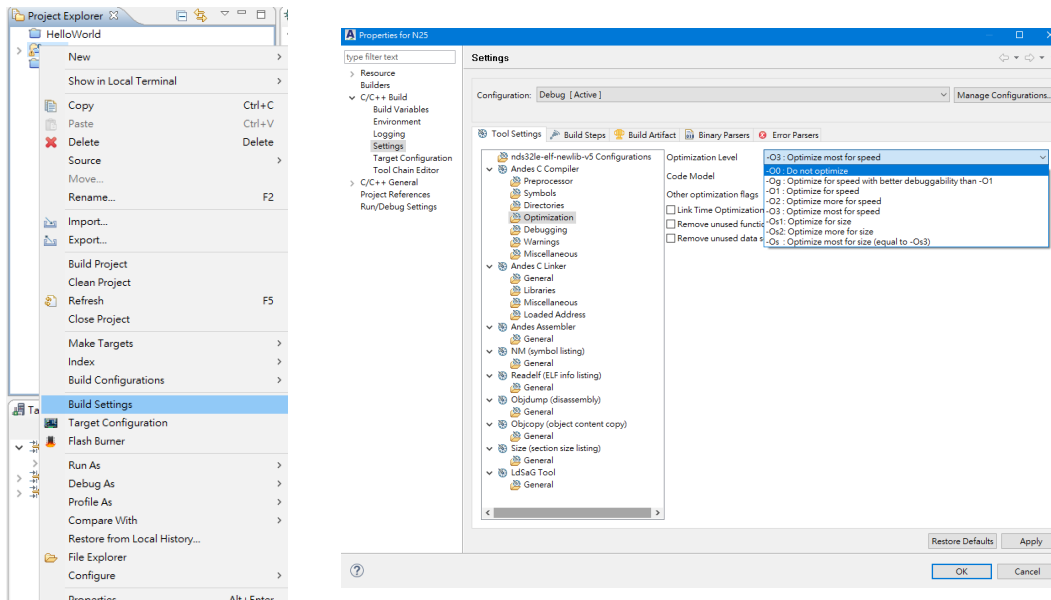 Project Explorer
HelloWorld
New
Show in Local Terminal
Copy Ctrl+C
Paste Ctrl+V
Delete Delete
Source
Move...
Rename... F2
Import...
Export...
Build Project
Clean Project
Refresh F5
Close Project
Make Targets
Index
Build Configurations
Build Settings
Target Configuration
Flash Burner
Run As
Debug As
Profile As
Compare With
Restore from Local History...
File Explorer
Configure
Properties Alt+Enter
Ta
Properties for N25
type filter text
Resource
Builders
C/C++ Build
Build Variables
Environment
Logging
Settings
Target Configuration
Tool Chain Editor
C/C++ General
Project References
Run/Debug Settings
Settings
Configuration: Debug [ Active ] Manage Configurations...
Tool Settings Build Steps Build Artifact Binary Parsers Error Parsers
nds32le-elf-newlib-v5 Configurations
Andes C Compiler
Preprocessor
Symbols
Directories
Optimization
Debugging
Warnings
Miscellaneous
Andes C Linker
General
Libraries
Miscellaneous
Loaded Address
Andes Assembler
General
NM (symbol listing)
General
Readelf (ELF info listing)
General
Objdump (disassembly)
General
Objcopy (object content copy)
General
Size (section size listing)
General
LdSaG Tool
General
Optimization Level -O3 : Optimize most for speed
Code Model
Other optimization flags
Link Time Optimization
Remove unused functio
Remove unused data s
-O0 : Do not optimize
-Og : Optimize for speed with better debuggability than -O1
-O1 : Optimize for speed
-O2 : Optimize more for speed
-O3 : Optimize most for speed
-Os1: Optimize for size
-Os2: Optimize more for size
-Os : Optimize most for size (equal to -Os3)
Restore Defaults Apply
OK Cancel